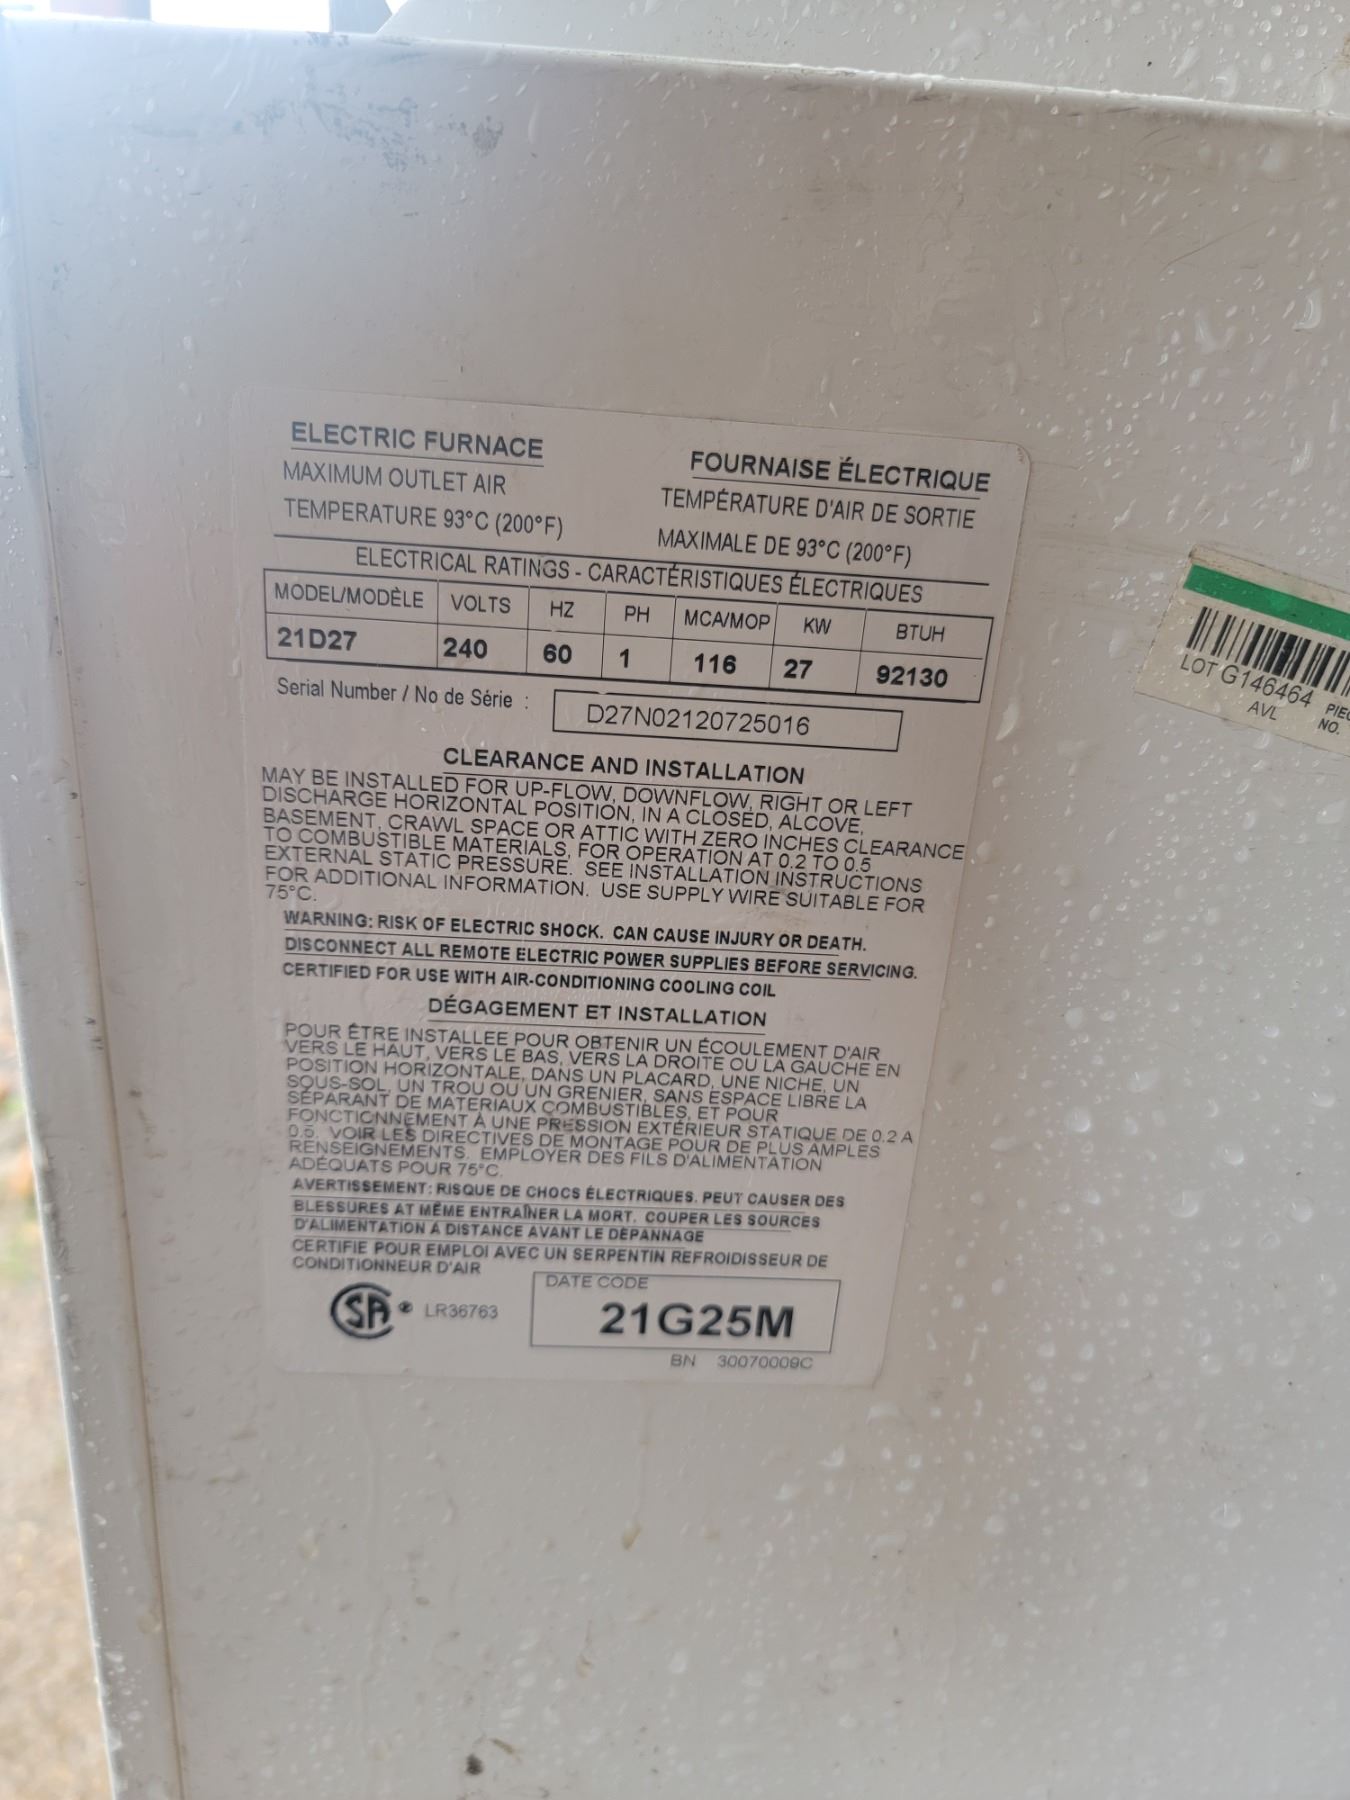 ELECTRIC FURNACE
MAXIMUM OUTLET AIR
TEMPERATURE 93°C (200°F)
FOURNAISE ÉLECTRIQUE
TEMPÉRATURE D'AIR DE SORTIE
MAXIMALE DE 93°C (200°F)
ELECTRICAL RATINGS - CARACTÉRISTIQUES ÉLECTRIQUES
MODEL/MODÈLE VOLTS HZ PH MCA/MOP KW BTUH
21D27 240 60 1 116 27 92130
Serial Number / No de Série : D27N02120725016
CLEARANCE AND INSTALLATION
MAY BE INSTALLED FOR UP-FLOW, DOWNFLOW, RIGHT OR LEFT
DISCHARGE HORIZONTAL POSITION, IN A CLOSED, ALCOVE,
BASEMENT, CRAWL SPACE OR ATTIC WITH ZERO INCHES CLEARANCE
TO COMBUSTIBLE MATERIALS, FOR OPERATION AT 0.2 TO 0.5
EXTERNAL STATIC PRESSURE. SEE INSTALLATION INSTRUCTIONS
FOR ADDITIONAL INFORMATION. USE SUPPLY WIRE SUITABLE FOR
75°C.
WARNING: RISK OF ELECTRIC SHOCK. CAN CAUSE INJURY OR DEATH.
DISCONNECT ALL REMOTE ELECTRIC POWER SUPPLIES BEFORE SERVICING.
CERTIFIED FOR USE WITH AIR-CONDITIONING COOLING COIL
DÉGAGEMENT ET INSTALLATION
POUR ÊTRE INSTALLEE POUR OBTENIR UN ÉCOULEMENT D'AIR
VERS LE HAUT, VERS LE BAS, VERS LA DROITE OU LA GAUCHE EN
POSITION HORIZONTALE, DANS UN PLACARD, UNE NICHE, UN
SOUS-SOL, UN TROU OU UN GRENIER, SANS ESPACE LIBRE LA
SÉPARANT DE MATERIAUX COMBUSTIBLES, ET POUR
FONCTIONNEMENT À UNE PRESSION EXTÉRIEUR STATIQUE DE 0.2 A
0.5. VOIR LES DIRECTIVES DE MONTAGE POUR DE PLUS AMPLES
RENSEIGNEMENTS. EMPLOYER DES FILS D'ALIMENTATION
ADÉQUATS POUR 75°C.
AVERTISSEMENT: RISQUE DE CHOCS ÉLECTRIQUES. PEUT CAUSER DES
BLESSURES AT MÊME ENTRAÎNER LA MORT. COUPER LES SOURCES
D'ALIMENTATION À DISTANCE AVANT LE DÉPANNAGE
CERTIFIE POUR EMPLOI AVEC UN SERPENTIN REFROIDISSEUR DE
CONDITIONNEUR D'AIR
SA ® LR36763
DATE CODE
21G25M
BN 30070009C
LOT G146464
AVL
NO.